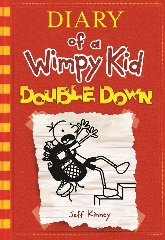 DIARY
of a
Wimpy Kid
DOUBLE DOWN
Jeff Kinney